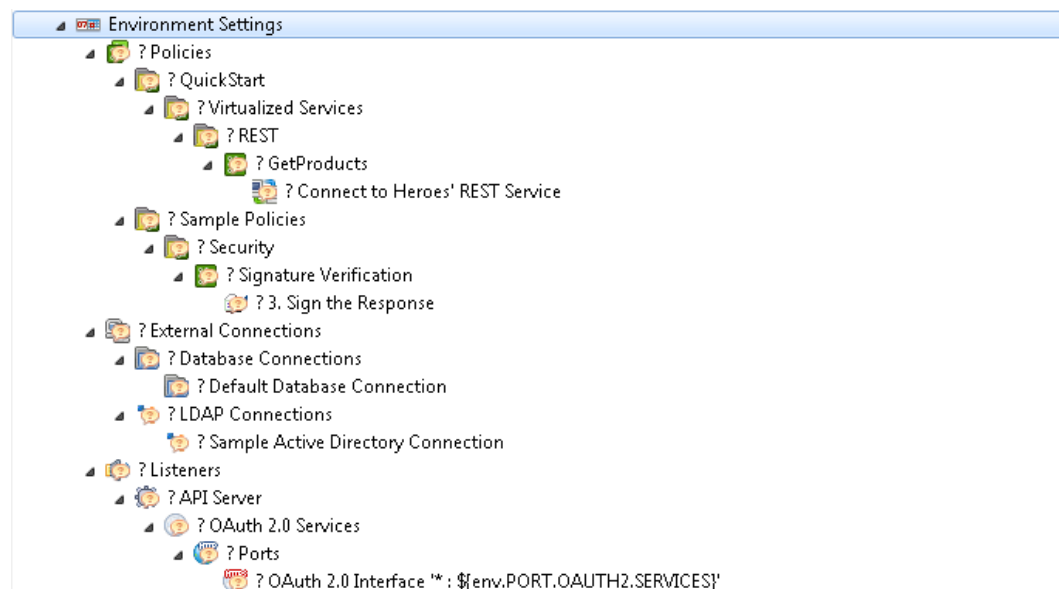 Environment Settings
? Policies
? QuickStart
? Virtualized Services
? REST
? GetProducts
? Connect to Heroes' REST Service
? Sample Policies
? Security
? Signature Verification
? 3. Sign the Response
? External Connections
? Database Connections
? Default Database Connection
? LDAP Connections
? Sample Active Directory Connection
? Listeners
? API Server
? OAuth 2.0 Services
? Ports
? OAuth 2.0 Interface '* : ${env.PORT.OAUTH2.SERVICES}'